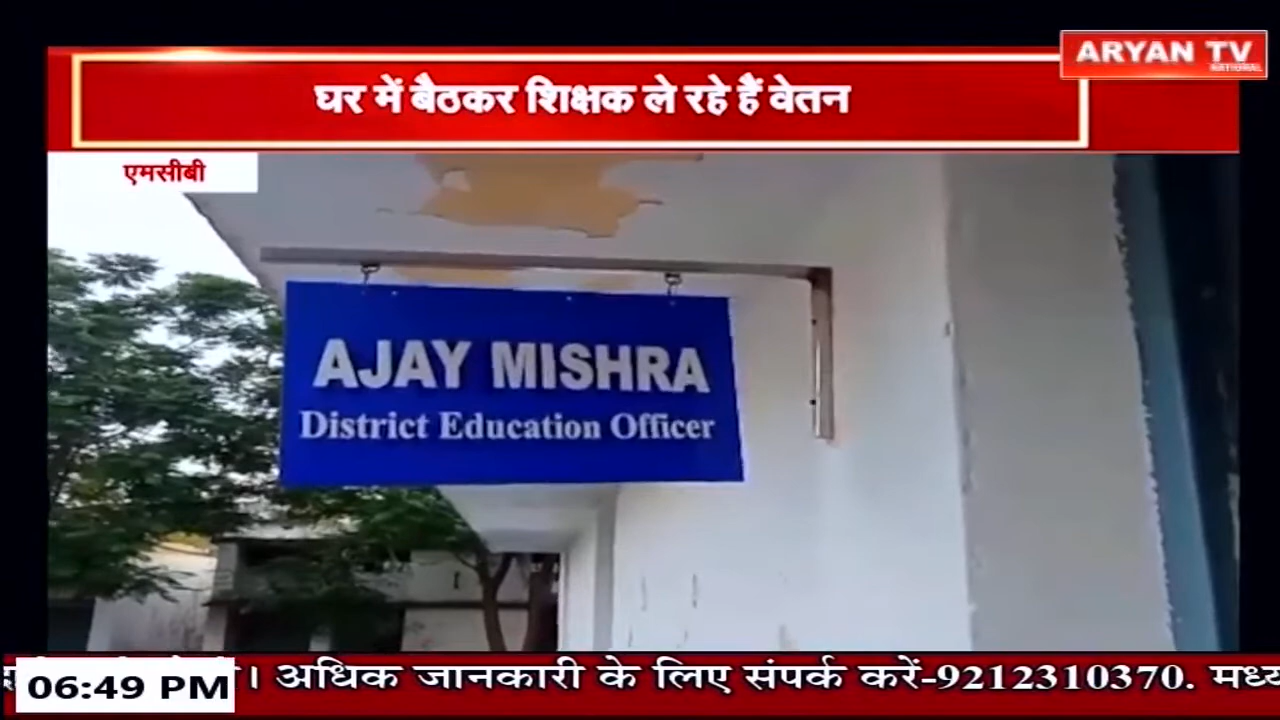 ARYAN TV
NATIONAL
घर में बैठकर शिक्षक ले रहे हैं वेतन
एमसीबी
AJAY MISHRA
District Education Officer
06:49 PM
। अधिक जानकारी के लिए संपर्क करें-9212310370. मध्य